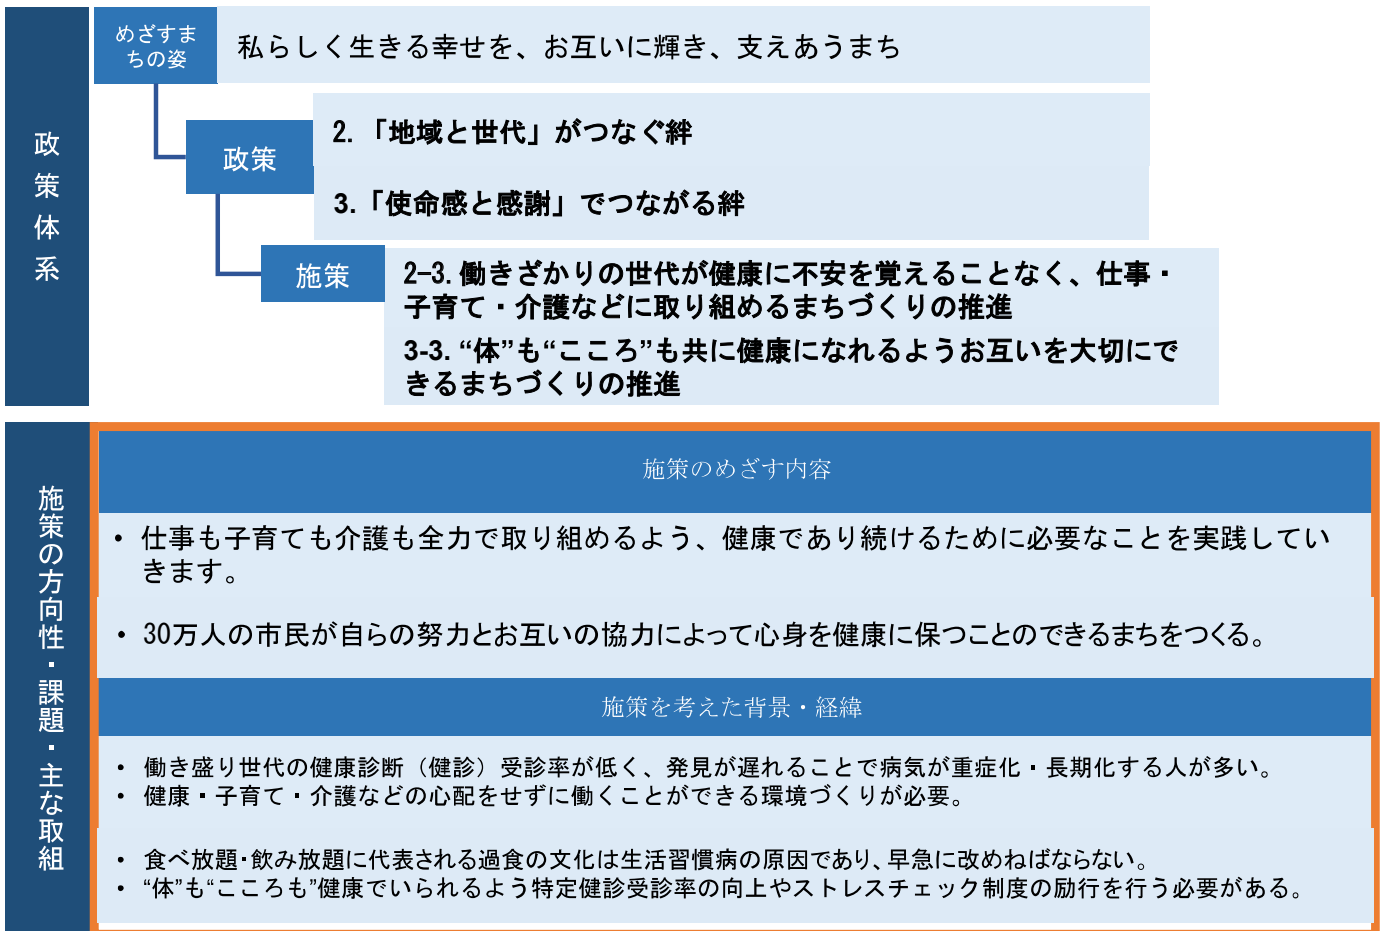 政策体系
めざすま
ちの姿
私らしく生きる幸せを、お互いに輝き、支えあうまち
政策
2.「地域と世代」がつなぐ絆
3.「使命感と感謝」でつながる絆
施策
2-3.働きざかりの世代が健康に不安を覚えることなく、仕事・
子育て・介護などに取り組めるまちづくりの推進
3-3. “体”も“こころ”も共に健康になれるようお互いを大切にで
きるまちづくりの推進
施策の方向性・課題・主な取組
施策のめざす内容
• 仕事も子育ても介護も全力で取り組めるよう、健康であり続けるために必要なことを実践してい
きます。
• 30万人の市民が自らの努力とお互いの協力によって心身を健康に保つことのできるまちをつくる。
施策を考えた背景・経緯
• 働き盛り世代の健康診断（健診）受診率が低く、発見が遅れることで病気が重症化・長期化する人が多い。
• 健康・子育て・介護などの心配をせずに働くことができる環境づくりが必要。
• 食べ放題・飲み放題に代表される過食の文化は生活習慣病の原因であり、早急に改めねばならない。
• “体”も“こころも”健康でいられるよう特定健診受診率の向上やストレスチェック制度の励行を行う必要がある。